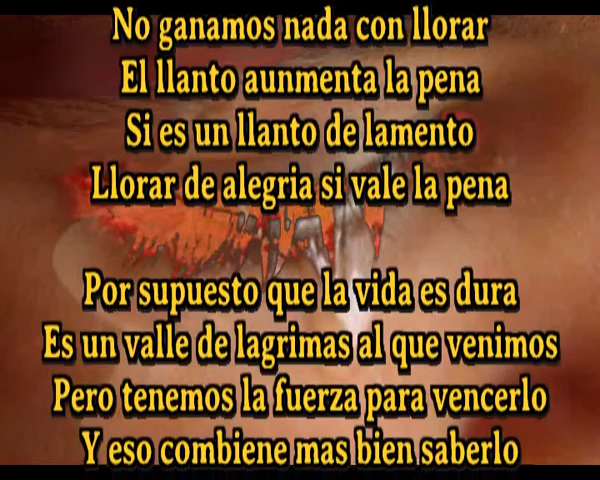 No ganamos nada con llorar
El llanto aunmenta la pena
Si es un llanto de lamento
Llorar de alegria si vale la pena
Por supuesto que la vida es dura
Es un valle de lagrimas al que venimos
Pero tenemos la fuerza para vencerlo
Y eso combiene mas bien saberlo